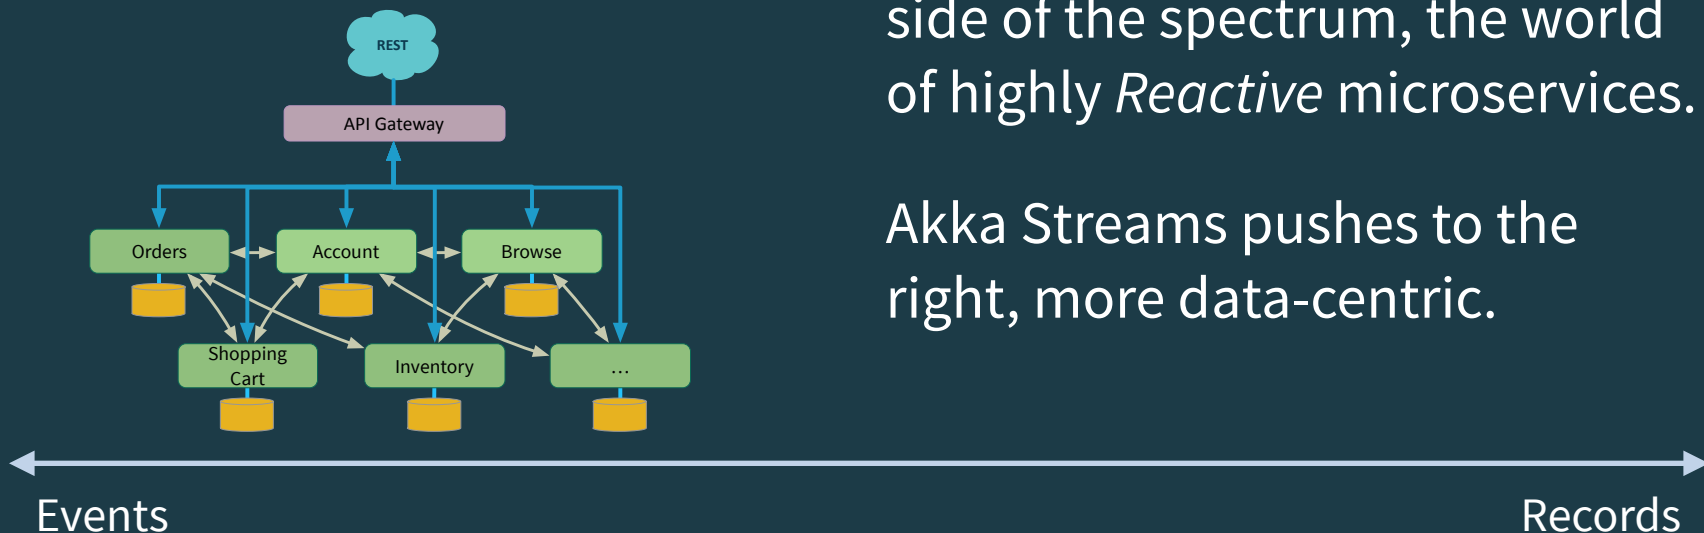 REST
API Gateway
Orders
Account
Browse
Shopping
Cart
Inventory
...
side of the spectrum, the world
of highly Reactive microservices.
Akka Streams pushes to the
right, more data-centric.
Events
Records